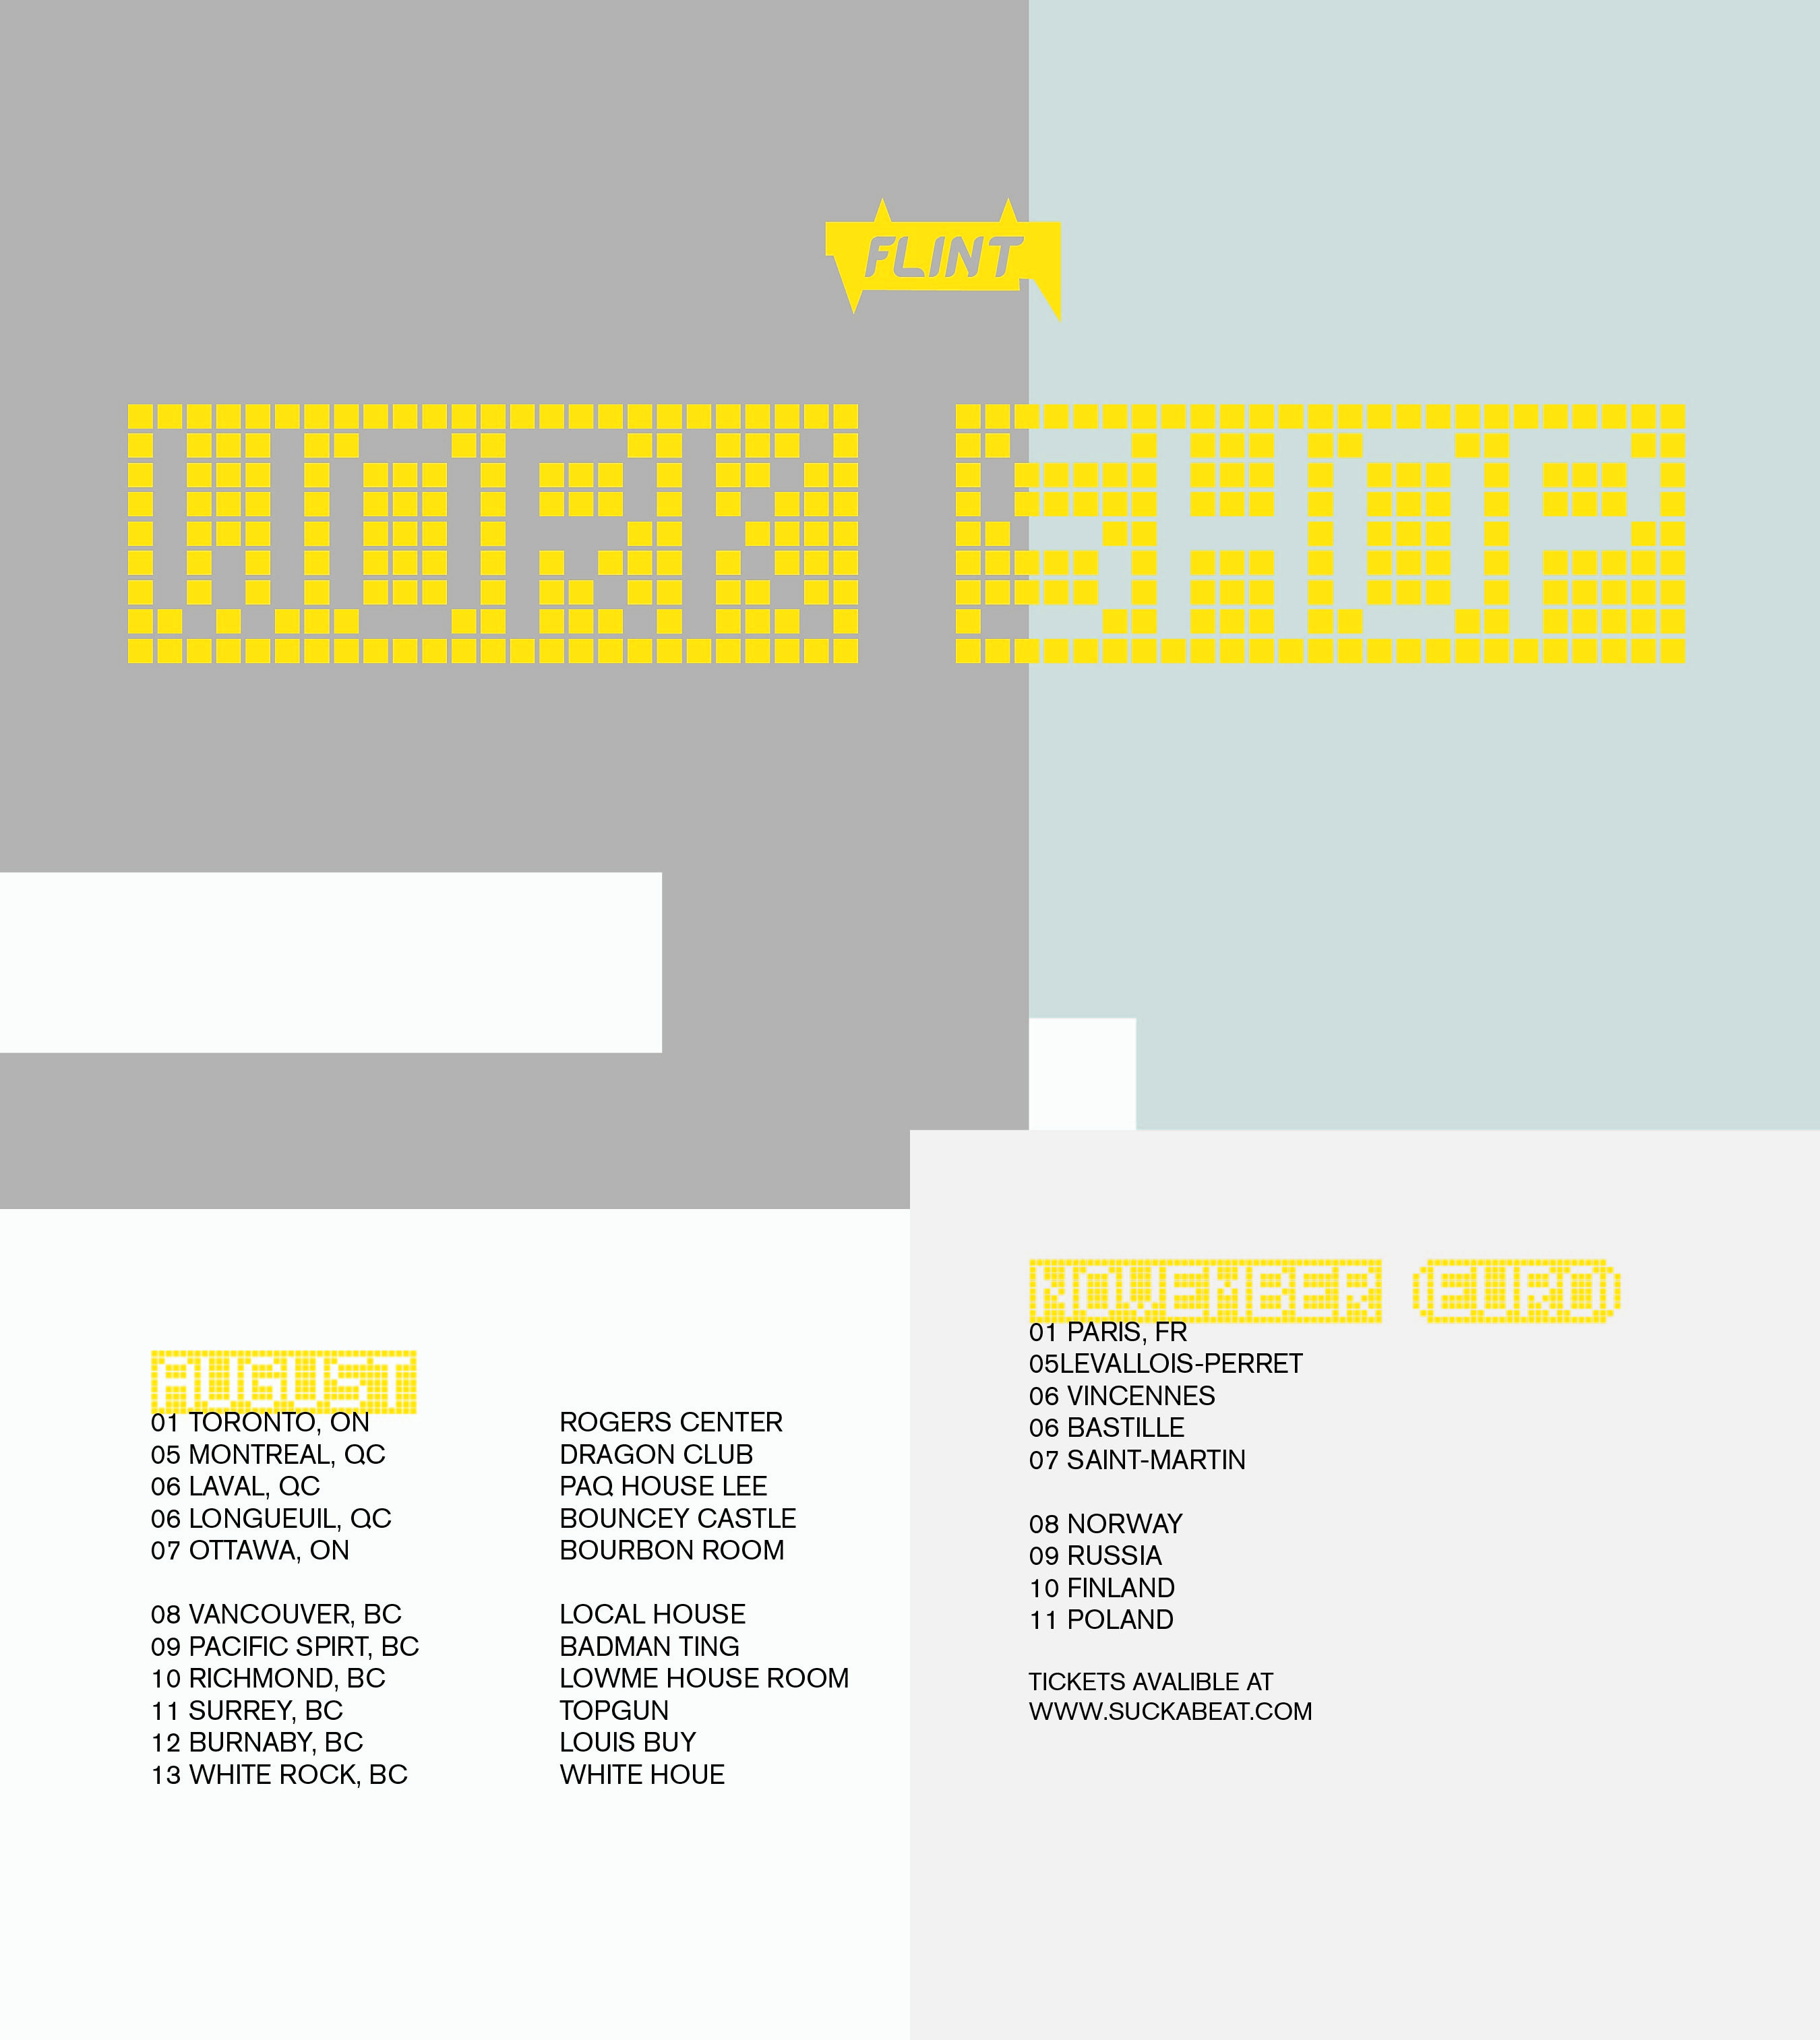 FLINT
WORK SHOP
AUGUST
01 TORONTO, ON ROGERS CENTER
05 MONTREAL, QC DRAGON CLUB
06 LAVAL, QC PAQ HOUSE LEE
06 LONGUEUIL, QC BOUNCEY CASTLE
07 OTTAWA, ON BOURBON ROOM
08 VANCOUVER, BC LOCAL HOUSE
09 PACIFIC SPIRT, BC BADMAN TING
10 RICHMOND, BC LOWME HOUSE ROOM
11 SURREY, BC TOPGUN
12 BURNABY, BC LOUIS BUY
13 WHITE ROCK, BC WHITE HOUE
NOVEMBER (EURO)
01 PARIS, FR
05LEVALLOIS-PERRET
06 VINCENNES
06 BASTILLE
07 SAINT-MARTIN
08 NORWAY
09 RUSSIA
10 FINLAND
11 POLAND
TICKETS AVALIBLE AT
WWW.SUCKABEAT.COM